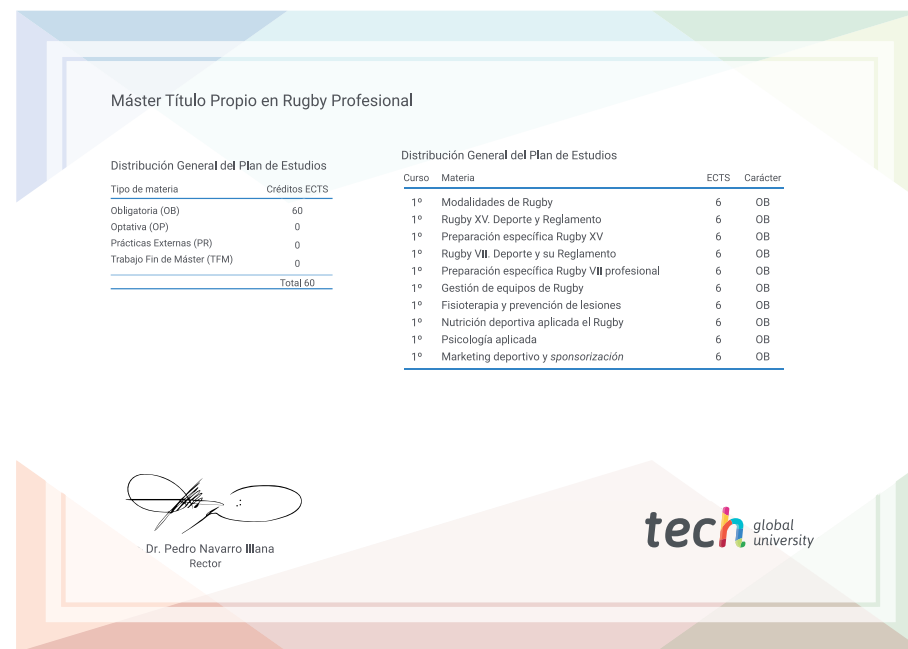 Máster Título Propio en Rugby Profesional
Distribución General del Plan de Estudios
Tipo de materia Créditos ECTS
Obligatoria (OB) 60
Optativa (OP) 0
Prácticas Externas (PR) 0
Trabajo Fin de Máster (TFM) 0
Total 60
Distribución General del Plan de Estudios
Curso Materia ECTS Carácter
1º Modalidades de Rugby 6 OB
1º Rugby XV. Deporte y Reglamento 6 OB
1º Preparación específica Rugby XV 6 OB
1º Rugby VII. Deporte y su Reglamento 6 OB
1º Preparación específica Rugby VII profesional 6 OB
1º Gestión de equipos de Rugby 6 OB
1º Fisioterapia y prevención de lesiones 6 OB
1º Nutrición deportiva aplicada el Rugby 6 OB
1º Psicología aplicada 6 OB
1º Marketing deportivo y sponsorización 6 OB
Dr. Pedro Navarro Illana
Rector
tech global
university